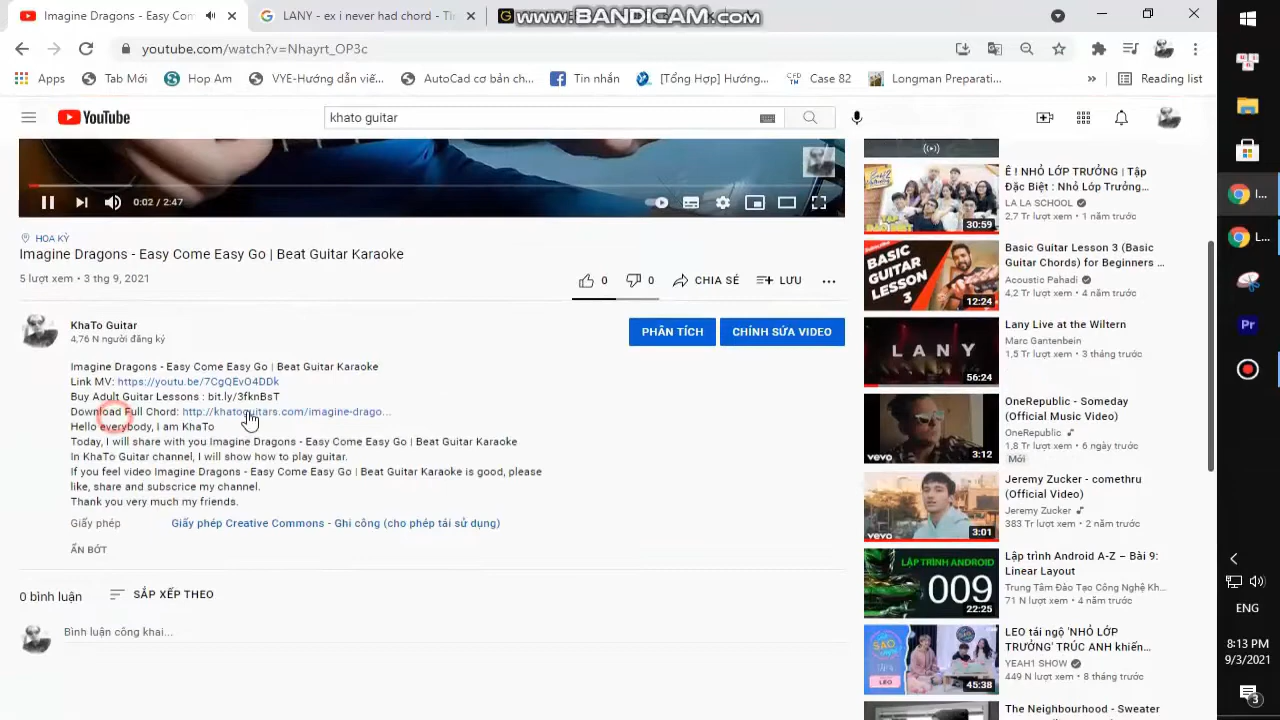 Imagine Dragons - Easy Com
LANY - ex i never had chord - Tì
www.BANDICAM.com
youtube.com/watch?v=Nhayrt_OP3c
Apps
Tab Mới
Hop Am
VYE-Hướng dẫn viế...
AutoCad cơ bản ch...
Tin nhắn
[Tổng Hợp] Hướng...
Case 82
Longman Preparati...
»
Reading list
YouTube
khato guitar
0:02 / 2:47
HOA KỲ
Imagine Dragons - Easy Come Easy Go | Beat Guitar Karaoke
5 lượt xem • 3 thg 9, 2021
0
0
CHIA SẺ
LƯU
KhaTo Guitar
4,76 N người đăng ký
PHÂN TÍCH
CHỈNH SỬA VIDEO
Imagine Dragons - Easy Come Easy Go | Beat Guitar Karaoke
Link MV: https://youtu.be/7CgQEvO4DDk
Buy Adult Guitar Lessons : bit.ly/3fknBsT
Download Full Chord: http://khatoguitars.com/imagine-drago...
Hello everybody, I am KhaTo
Today, I will share with you Imagine Dragons - Easy Come Easy Go | Beat Guitar Karaoke
In KhaTo Guitar channel, I will show how to play guitar.
If you feel video Imagine Dragons - Easy Come Easy Go | Beat Guitar Karaoke is good, please
like, share and subscrice my channel.
Thank you very much my friends.
Giấy phép
Giấy phép Creative Commons - Ghi công (cho phép tái sử dụng)
ẨN BỚT
0 bình luận
SẮP XẾP THEO
Bình luận công khai...
Ê ! NHỎ LỚP TRƯỞNG | Tập
Đặc Biệt : Nhỏ Lớp Trưởng...
LA LA SCHOOL
2,7 Tr lượt xem • 1 năm trước
30:59
BASIC
GUITAR
LESSON
3
12:24
Basic Guitar Lesson 3 (Basic
Guitar Chords) for Beginners ...
Acoustic Pahadi
4,2 Tr lượt xem • 4 năm trước
LANY
56:24
Lany Live at the Wiltern
Marc Gantenbein
1,5 Tr lượt xem • 3 tháng trước
vevo
3:12
OneRepublic - Someday
(Official Music Video)
OneRepublic
1,8 Tr lượt xem • 6 ngày trước
Mới
vevo
3:01
Jeremy Zucker - comethru
(Official Video)
Jeremy Zucker
383 Tr lượt xem • 2 năm trước
LẬP TRÌNH ANDROID
009
22:25
Lập trình Android A-Z – Bài 9:
Linear Layout
Trung Tâm Đào Tạo Công Nghệ Kh...
71 N lượt xem • 4 năm trước
SAO
LEO
45:38
LEO tái ngộ 'NHỎ LỚP
TRƯỞNG' TRÚC ANH khiến...
YEAH1 SHOW
449 N lượt xem • 8 tháng trước
The Neighbourhood - Sweater
I...
L...
Pr
ENG
8:13 PM
9/3/2021
3